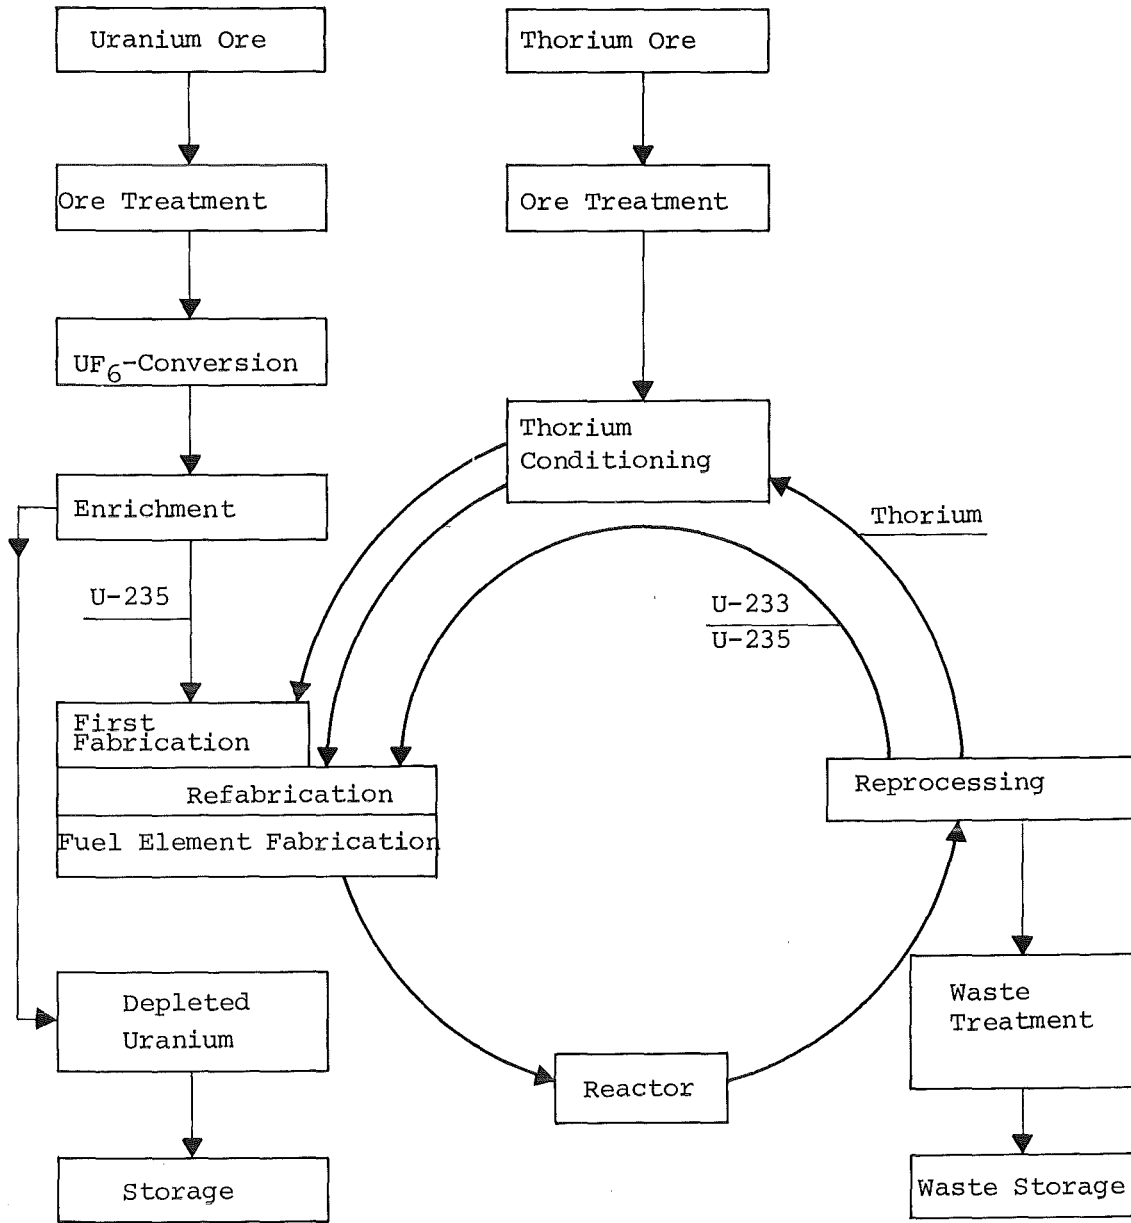 Uranium Ore
Thorium Ore
Ore Treatment
Ore Treatment
UF6-Conversion
Thorium
Conditioning
Enrichment
Thorium
U-235
U-233
U-235
First
Fabrication
Refabrication
Fuel Element Fabrication
Reprocessing
Depleted
Uranium
Waste
Treatment
Reactor
Storage
Waste Storage